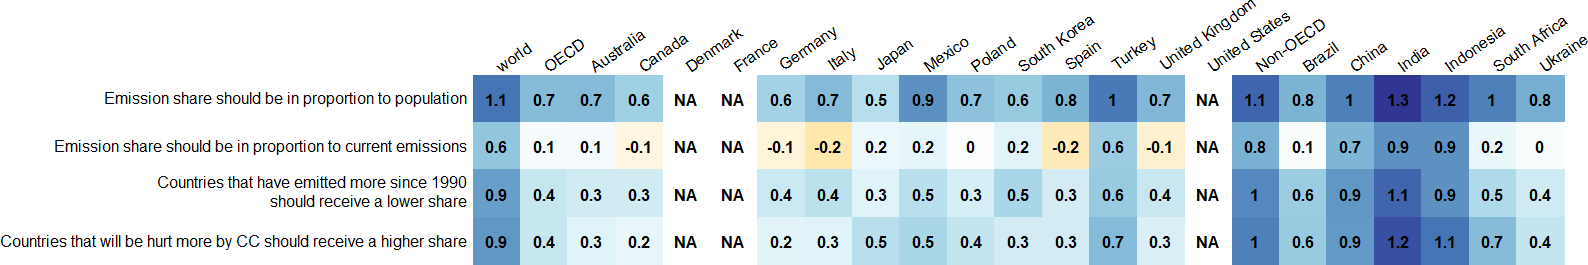 world OECD Australia Canada Denmark France Germany Italy Japan Mexico Poland South Korea Spain Turkey United Kingdom United States Non-OECD Brazil China India Indonesia South Africa Ukraine
Emission share should be in proportion to population 1.1 0.7 0.7 0.6 NA NA 0.6 0.7 0.5 0.9 0.7 0.6 0.8 1 0.7 NA 1.1 0.8 1 1.3 1.2 1 0.8
Emission share should be in proportion to current emissions 0.6 0.1 0.1 -0.1 NA NA -0.1 -0.2 0.2 0.2 0 0.2 -0.2 0.6 -0.1 NA 0.8 0.1 0.7 0.9 0.9 0.2 0
Countries that have emitted more since 1990
should receive a lower share 0.9 0.4 0.3 0.3 NA NA 0.4 0.4 0.3 0.5 0.3 0.5 0.3 0.6 0.4 NA 1 0.6 0.9 1.1 0.9 0.5 0.4
Countries that will be hurt more by CC should receive a higher share 0.9 0.4 0.3 0.2 NA NA 0.2 0.3 0.5 0.5 0.4 0.3 0.3 0.7 0.3 NA 1 0.6 0.9 1.2 1.1 0.7 0.4